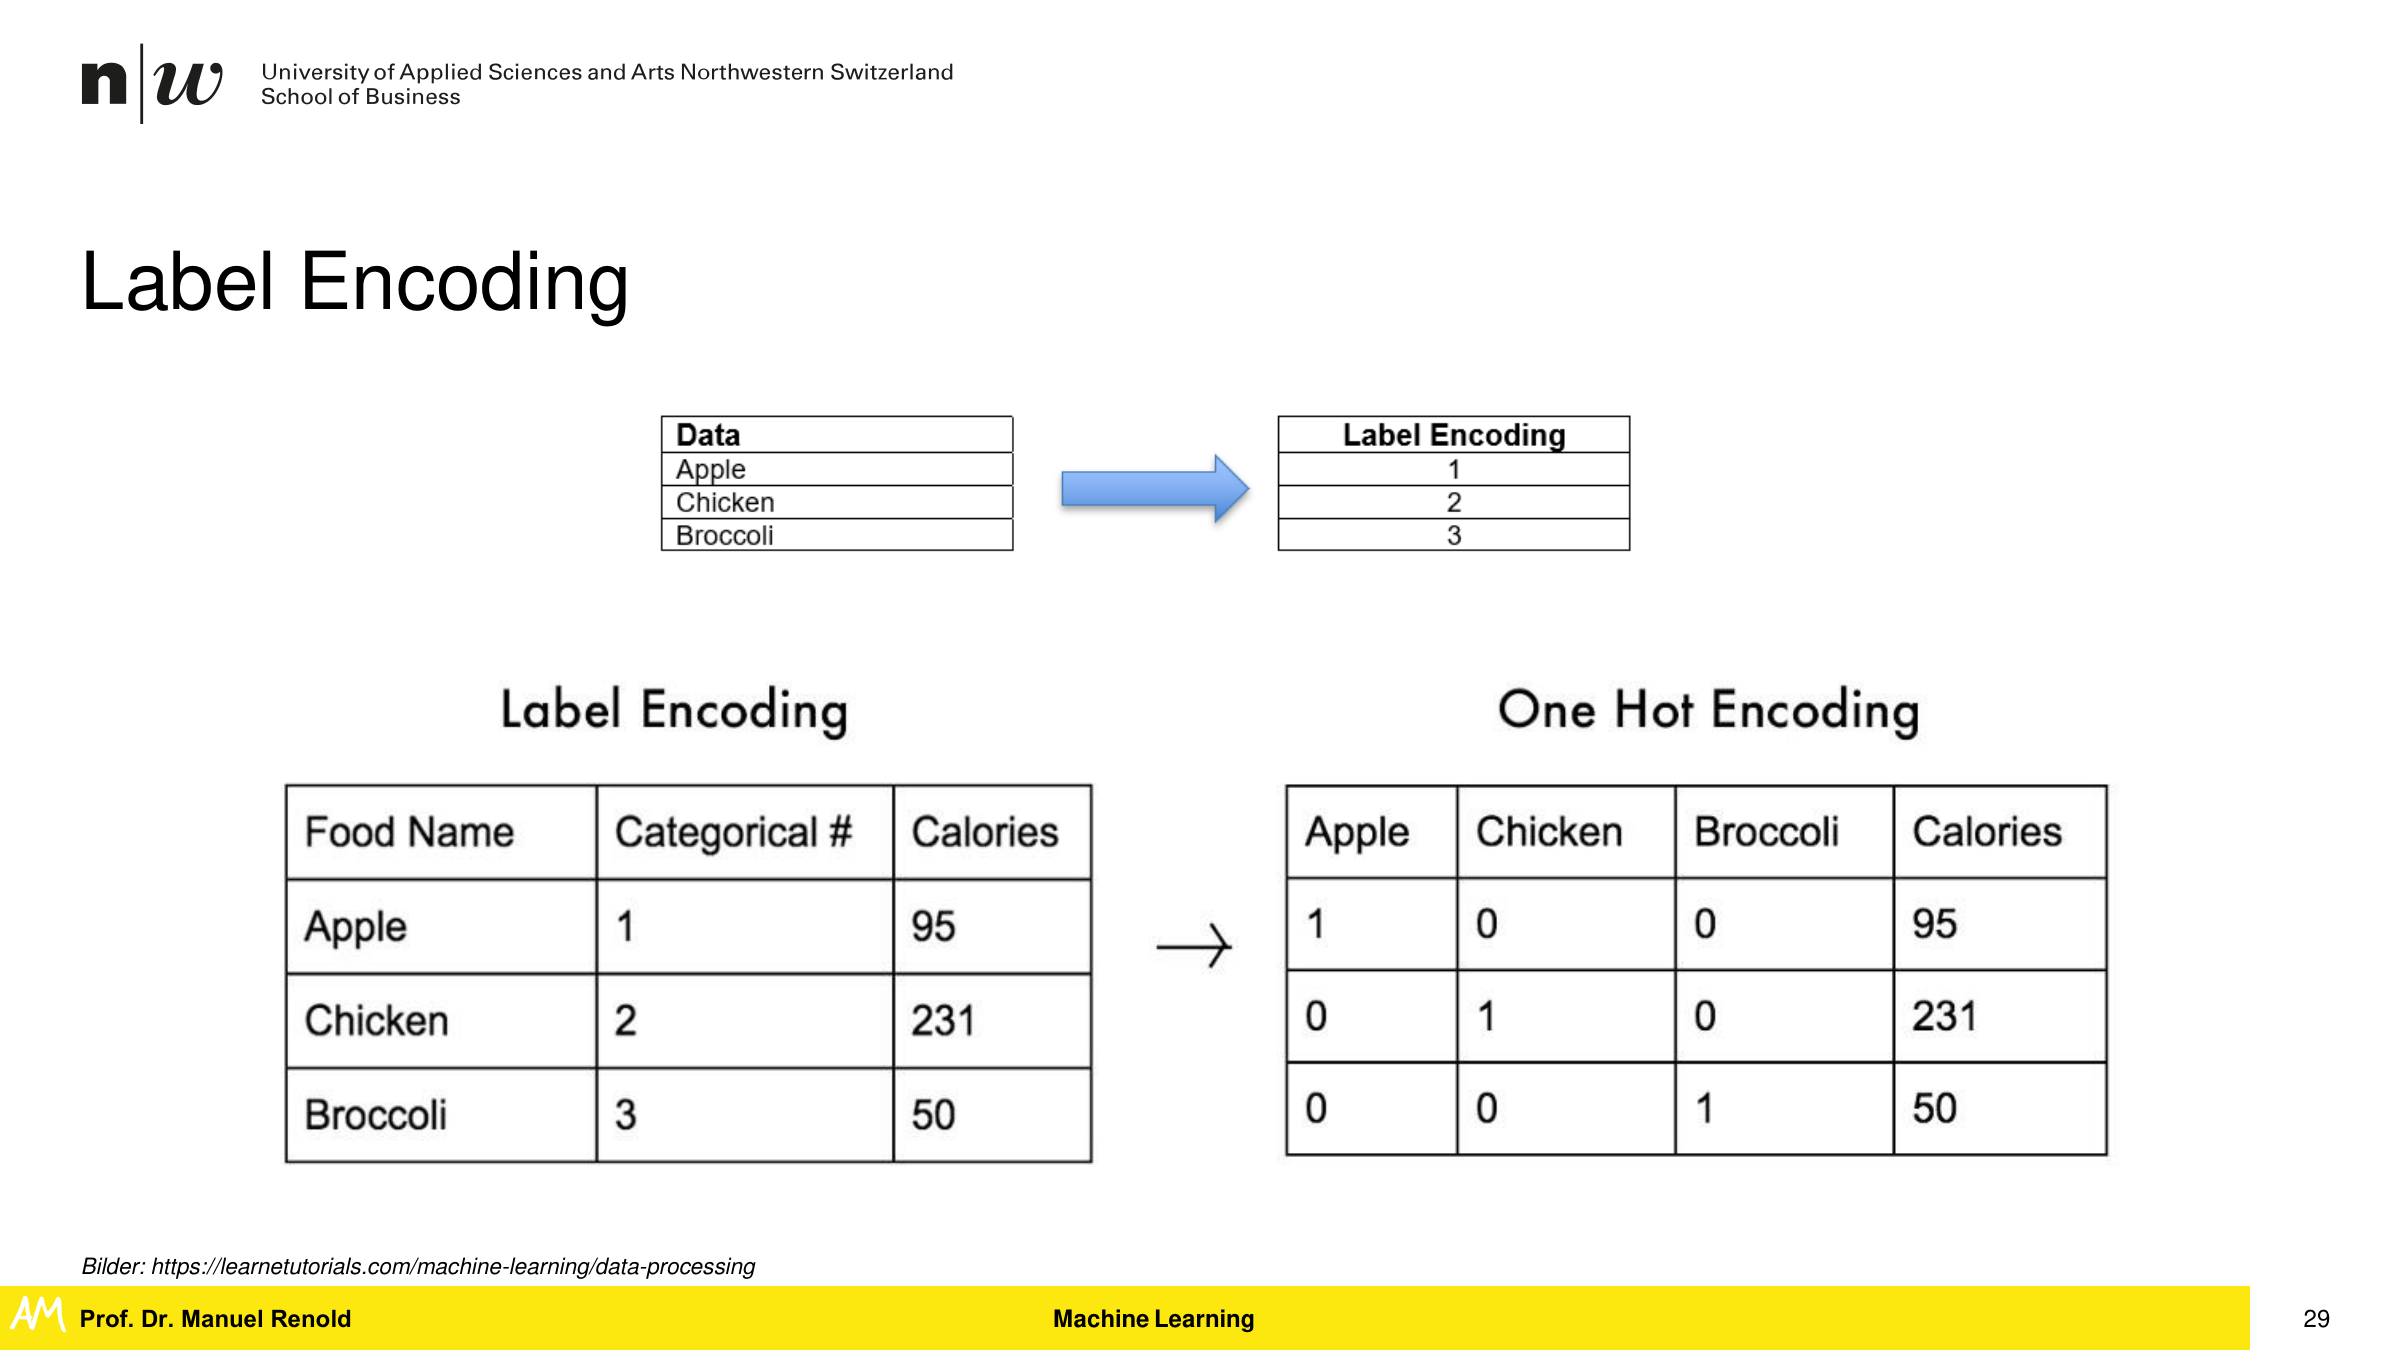 n|w University of Applied Sciences and Arts Northwestern Switzerland
School of Business
Label Encoding
Data
Apple
Chicken
Broccoli
Label Encoding
1
2
3
Label Encoding
Food Name Categorical # Calories
Apple 1 95
Chicken 2 231
Broccoli 3 50
One Hot Encoding
Apple Chicken Broccoli Calories
1 0 0 95
0 1 0 231
0 0 1 50
Bilder: https://learnetutorials.com/machine-learning/data-processing
AM Prof. Dr. Manuel Renold Machine Learning 29